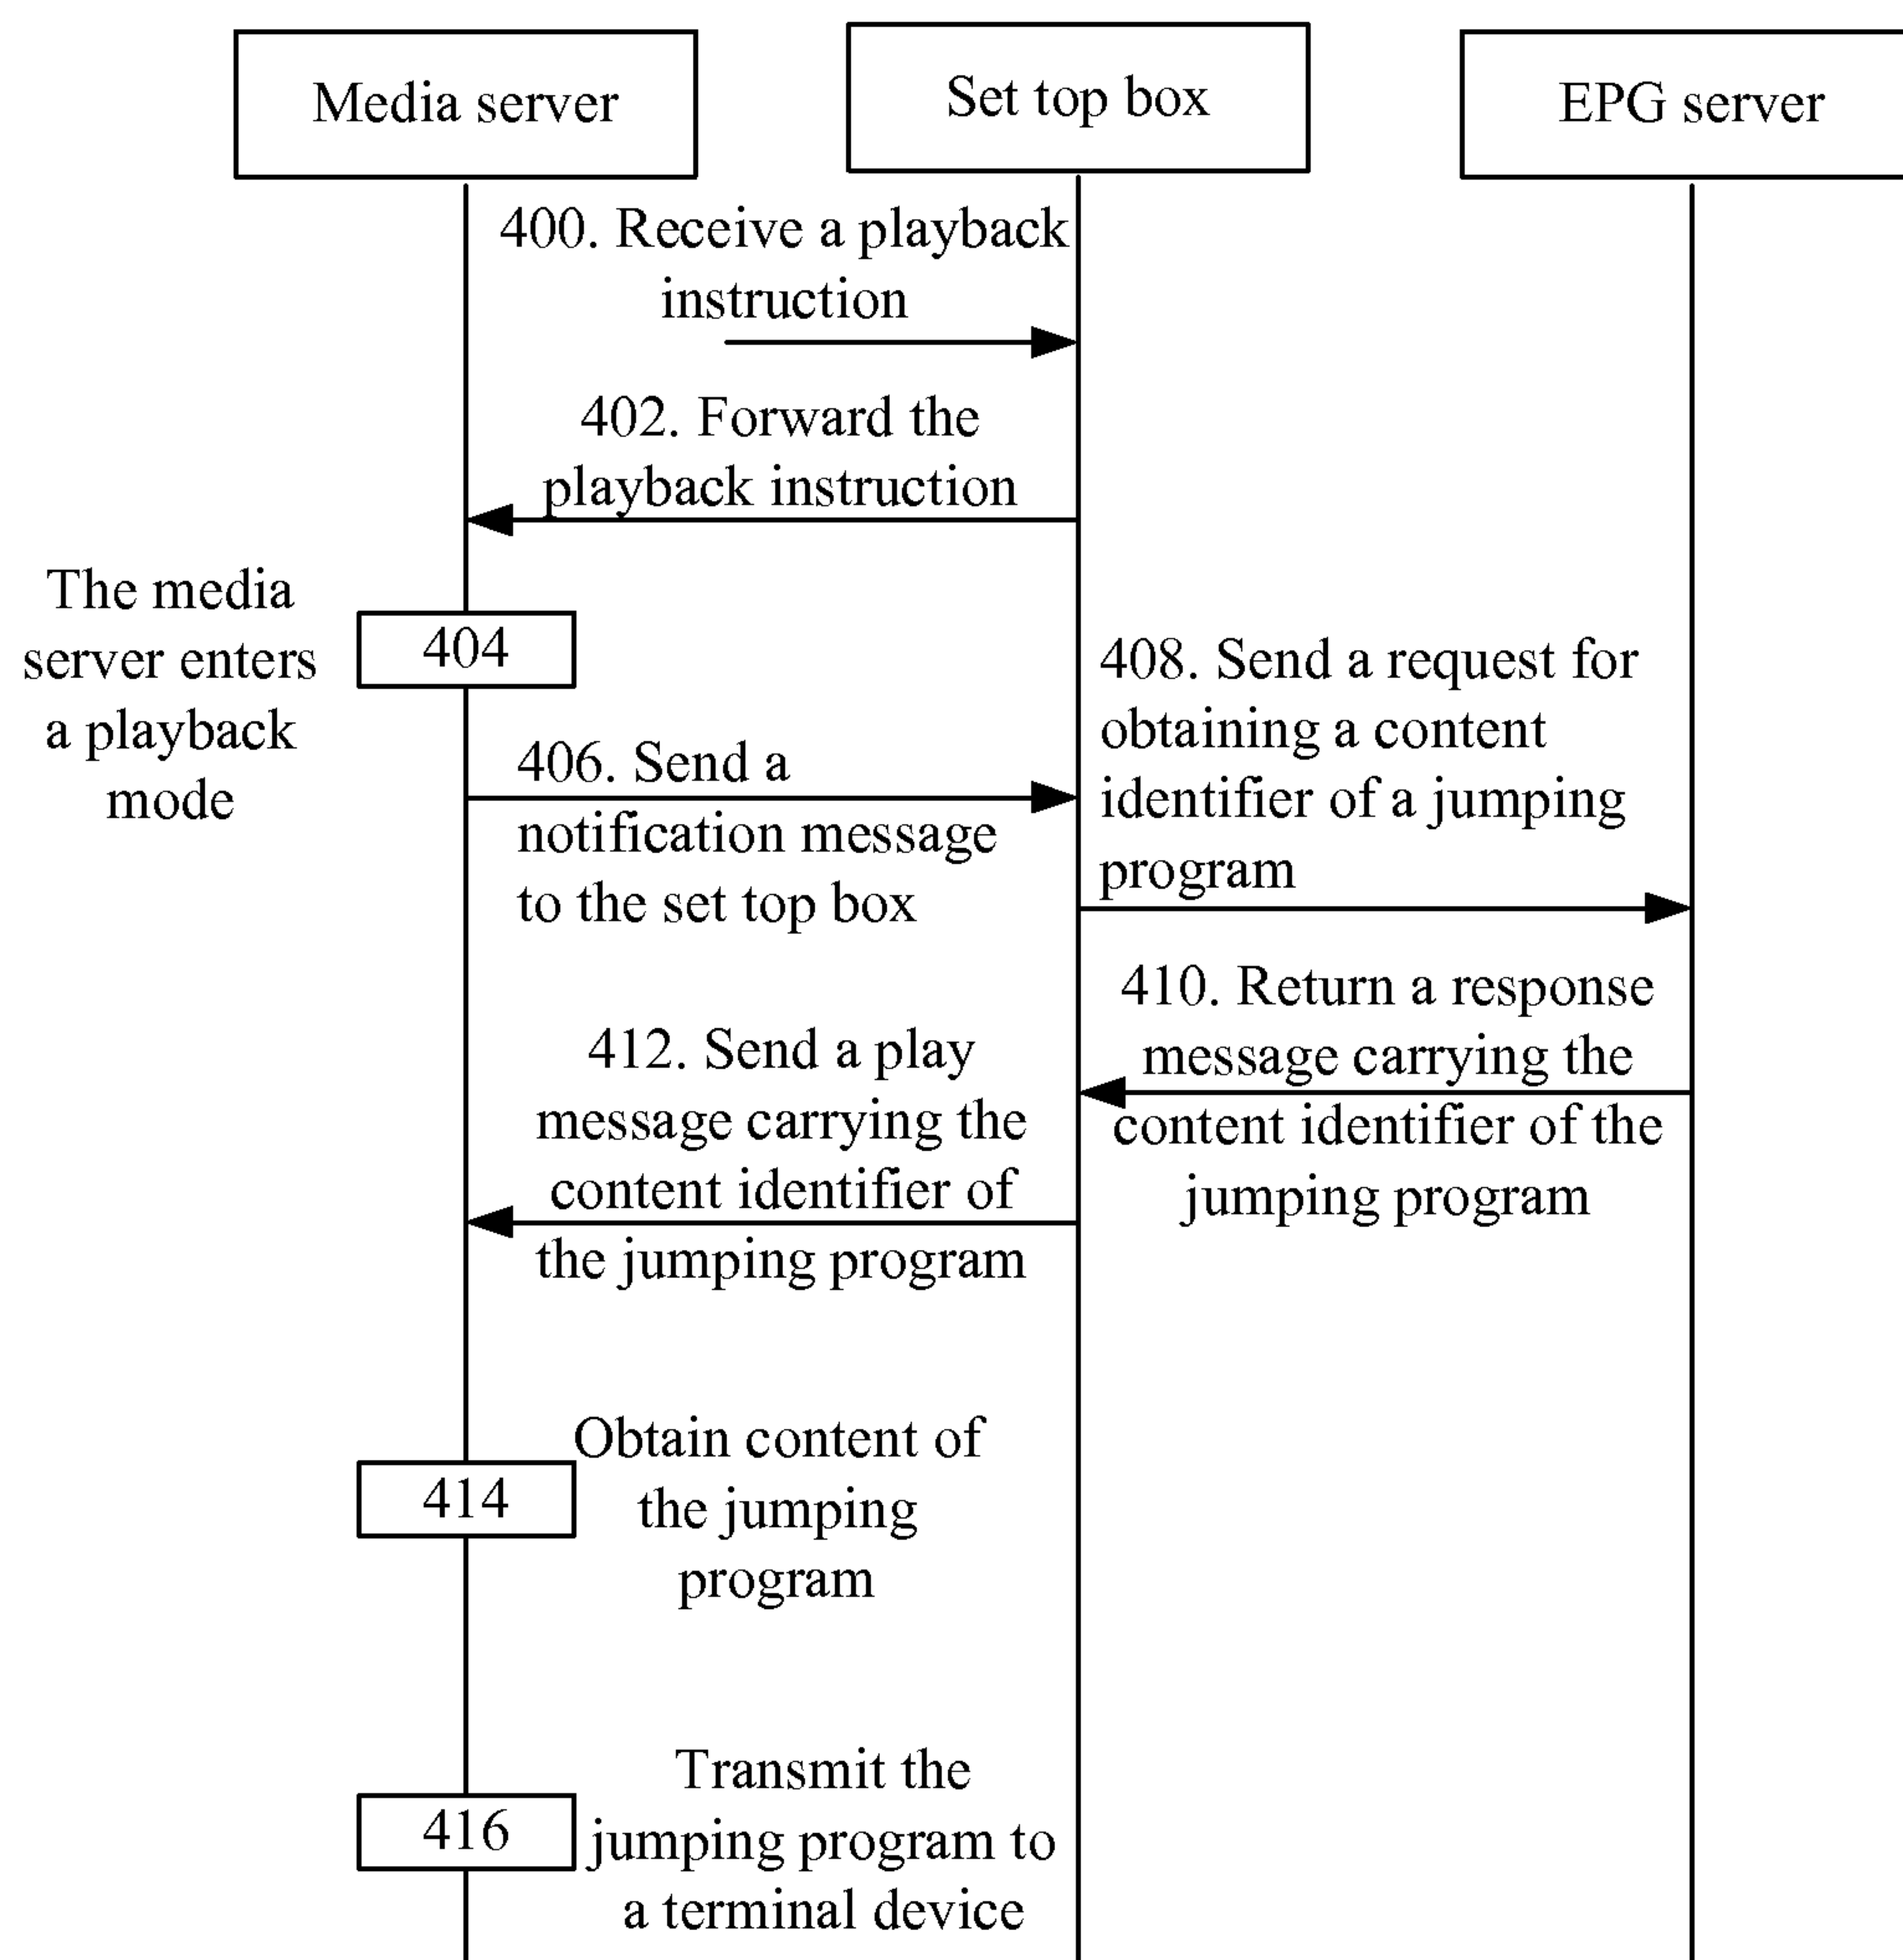 Media server
Set top box
EPG server
400. Receive a playback
instruction
402. Forward the
playback instruction
The media
server enters
a playback
mode
404
406. Send a
notification message
to the set top box
408. Send a request for
obtaining a content
identifier of a jumping
program
410. Return a response
message carrying the
content identifier of the
jumping program
412. Send a play
message carrying the
content identifier of
the jumping program
414
Obtain content of
the jumping
program
416
Transmit the
jumping program to
a terminal device